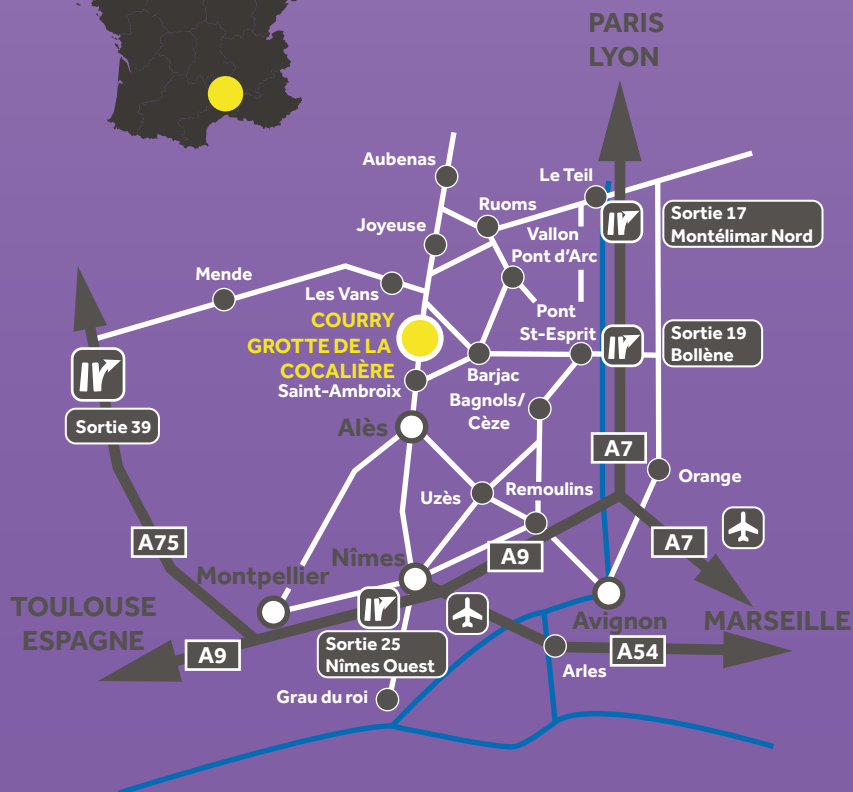 PARIS
LYON
Aubenas
Le Teil
Ruoms
Sortie 17
Montélimar Nord
Joyeuse
Vallon
Pont d'Arc
Mende
Les Vans
Pont
St-Esprit
COURRY
GROTTE DE LA
COCALIÈRE
Sortie 19
Bollène
Saint-Ambroix
Barjac
Bagnols/
Cèze
Sortie 39
Alès
A7
Orange
Uzès
Remoulins
A75
A9
A7
Nîmes
Montpellier
TOULOUSE
ESPAGNE
Avignon
MARSEILLE
A9
Sortie 25
Nîmes Ouest
A54
Arles
Grau du roi